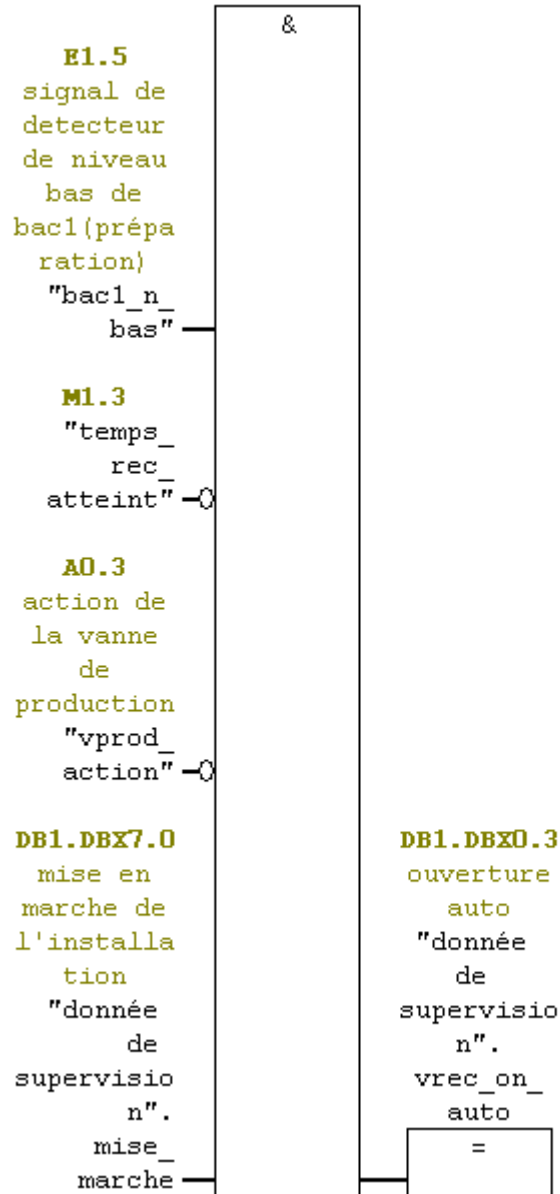 &
E1.5
signal de
detecteur
de niveau
bas de
bac1(prépa
ration)
"bac1_n_
bas"
M1.3
"temps_
rec_
atteint"
A0.3
action de
la vanne
de
production
"vprod_
action"
DB1.DBX7.0
mise en
marche de
l'installa
tion
"donnée
de
supervisio
n".
mise_
marche
DB1.DBX0.3
ouverture
auto
"donnée
de
supervisio
n".
vrec_on_
auto
=